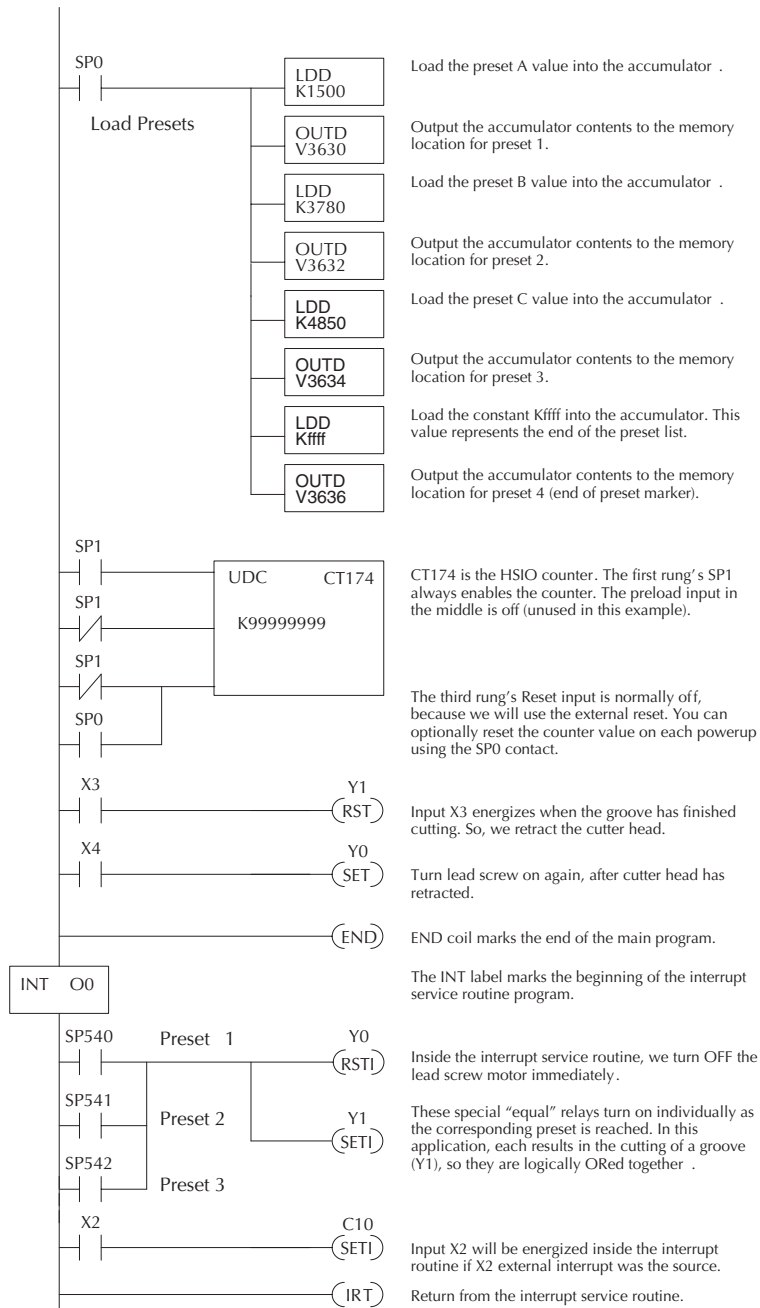 SP0
LDD
K1500
Load the preset A value into the accumulator .
Load Presets
OUTD
V3630
Output the accumulator contents to the memory
location for preset 1.
LDD
K3780
Load the preset B value into the accumulator .
OUTD
V3632
Output the accumulator contents to the memory
location for preset 2.
LDD
K4850
Load the preset C value into the accumulator .
OUTD
V3634
Output the accumulator contents to the memory
location for preset 3.
LDD
Kffff
Load the constant Kffff into the accumulator. This
value represents the end of the preset list.
OUTD
V3636
Output the accumulator contents to the memory
location for preset 4 (end of preset marker).
SP1
UDC CT174
SP1
K99999999
CT174 is the HSIO counter. The first rung's SP1
always enables the counter. The preload input in
the middle is off (unused in this example).
SP1
SP0
The third rung's Reset input is normally off,
because we will use the external reset. You can
optionally reset the counter value on each powerup
using the SP0 contact.
X3
Y1
RST
Input X3 energizes when the groove has finished
cutting. So, we retract the cutter head.
X4
Y0
SET
Turn lead screw on again, after cutter head has
retracted.
END
END coil marks the end of the main program.
INT O0
The INT label marks the beginning of the interrupt
service routine program.
SP540
Preset 1
Y0
RSTI
Inside the interrupt service routine, we turn OFF the
lead screw motor immediately.
SP541
Preset 2
Y1
SETI
These special “equal” relays turn on individually as
the corresponding preset is reached. In this
application, each results in the cutting of a groove
(Y1), so they are logically ORed together .
SP542
Preset 3
X2
C10
SETI
Input X2 will be energized inside the interrupt
routine if X2 external interrupt was the source.
IRT
Return from the interrupt service routine.